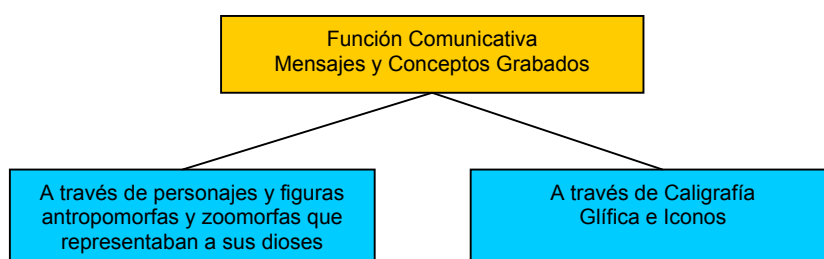 Función Comunicativa
Mensajes y Conceptos Grabados
A través de personajes y figuras
antropomorfas y zoomorfas que
representaban a sus dioses
A través de Caligrafía
Glífica e Iconos